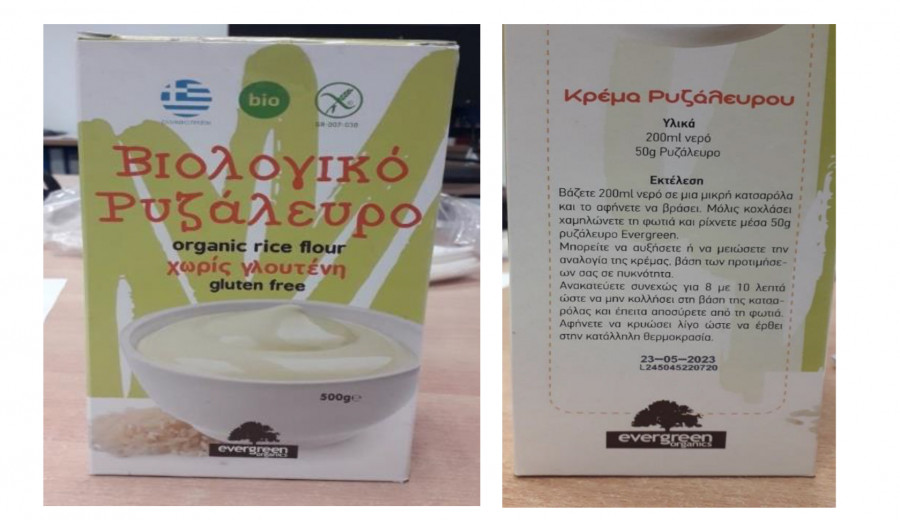 bio
GR-007-038
Βιολογικό
Ρυζάλευρο
organic rice flour
χωρίς γλουτένη
gluten free
500g℮
evergreen
organics
Κρέμα Ρυζάλευρου
Υλικά
200ml νερό
50g Ρυζάλευρο
Εκτέλεση
Βάζετε 200ml νερό σε μια μικρή κατσαρόλα
και το αφήνετε να βράσει. Μόλις κοχλάσει
χαμηλώνετε τη φωτιά και ρίχνετε μέσα 50g
ρυζάλευρο Evergreen.
Μπορείτε να αυξήσετε ή να μειώσετε την
αναλογία της κρέμας, βάση των προτιμήσε-
ων σας σε πυκνότητα.
Ανακατεύετε συνεχώς για 8 με 10 λεπτά
ώστε να μην κολλήσει στη βάση της κατσα-
ρόλας και έπειτα αποσύρετε από τη φωτιά.
Αφήνετε να κρυώσει λίγο ώστε να έρθει
στην κατάλληλη θερμοκρασία.
23-05-2023
L245045220720
evergreen
organics